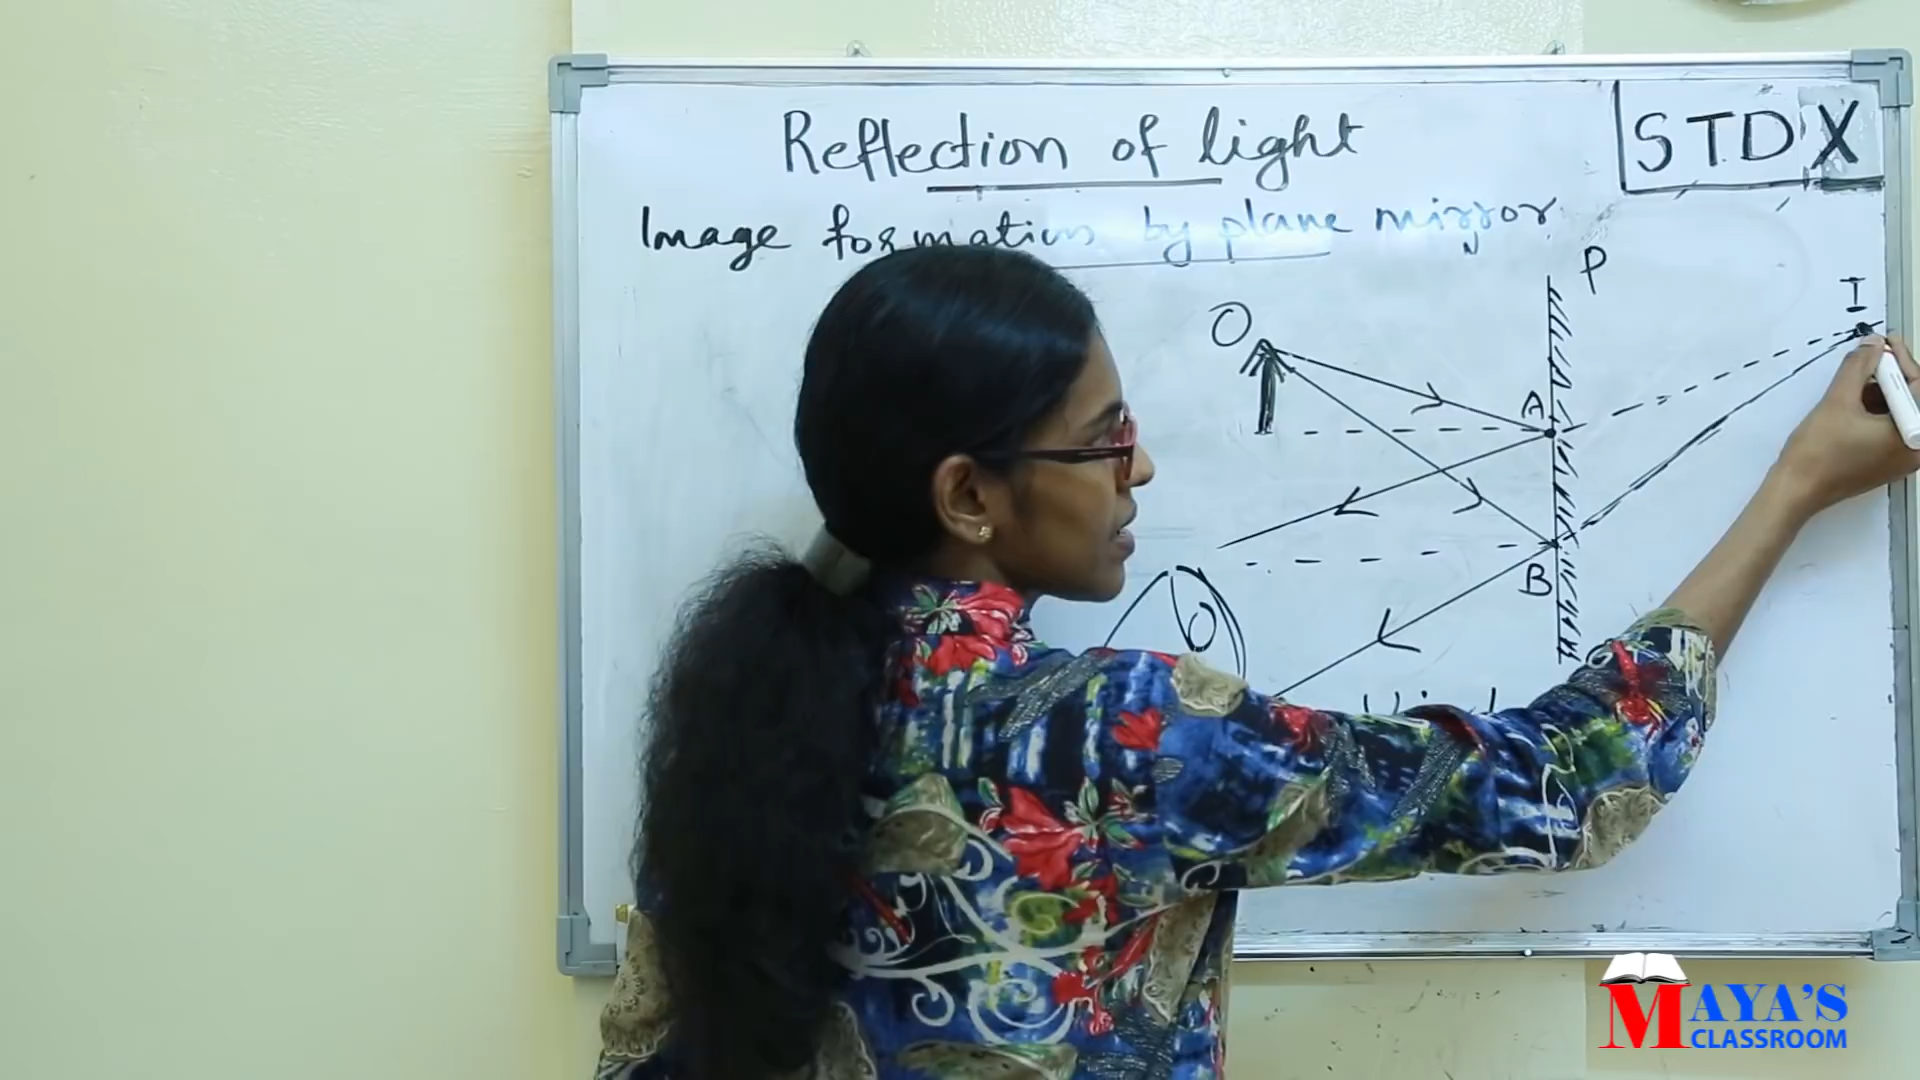 Reflection of light
STD X
Image formation by plane mirror
P
I
O
A
B
MAYA'S
CLASSROOM